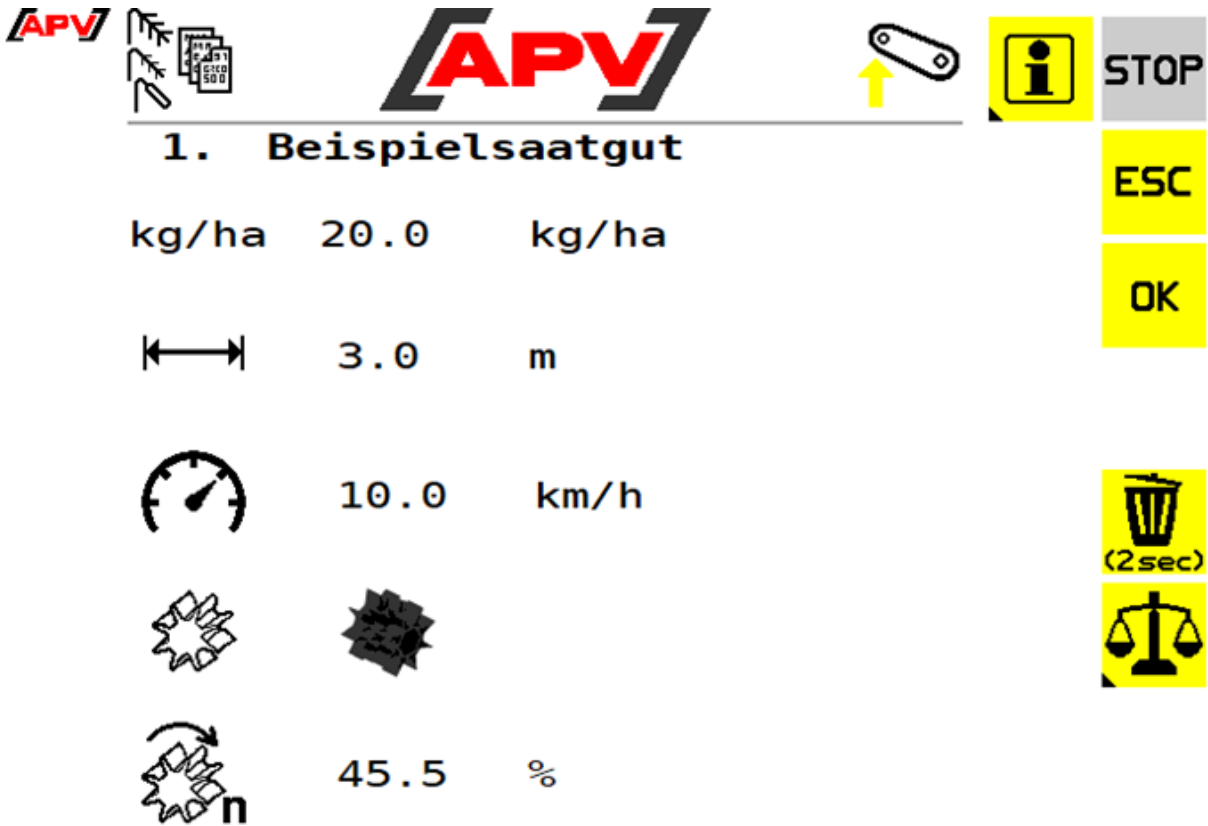 APV
APV
STOP
1. Beispielsaatgut
ESC
kg/ha 20.0 kg/ha
OK
3.0 m
10.0 km/h
(2sec)
45.5 %
n